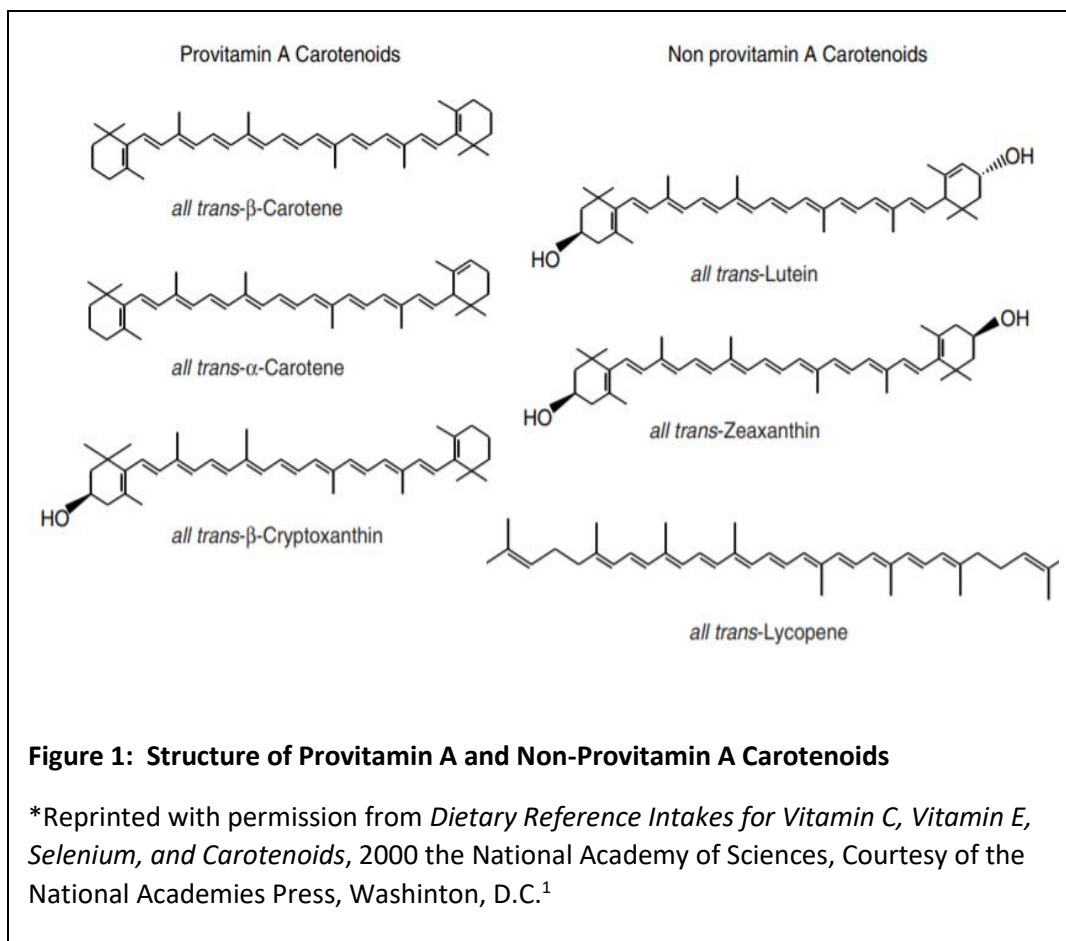 Provitamin A Carotenoids
all trans-β-Carotene
all trans-α-Carotene
HO
all trans-β-Cryptoxanthin
Non provitamin A Carotenoids
OH
HO
all trans-Lutein
OH
HO
all trans-Zeaxanthin
all trans-Lycopene
Figure 1: Structure of Provitamin A and Non-Provitamin A Carotenoids
*Reprinted with permission from Dietary Reference Intakes for Vitamin C, Vitamin E,
Selenium, and Carotenoids, 2000 the National Academy of Sciences, Courtesy of the
National Academies Press, Washinton, D.C.¹